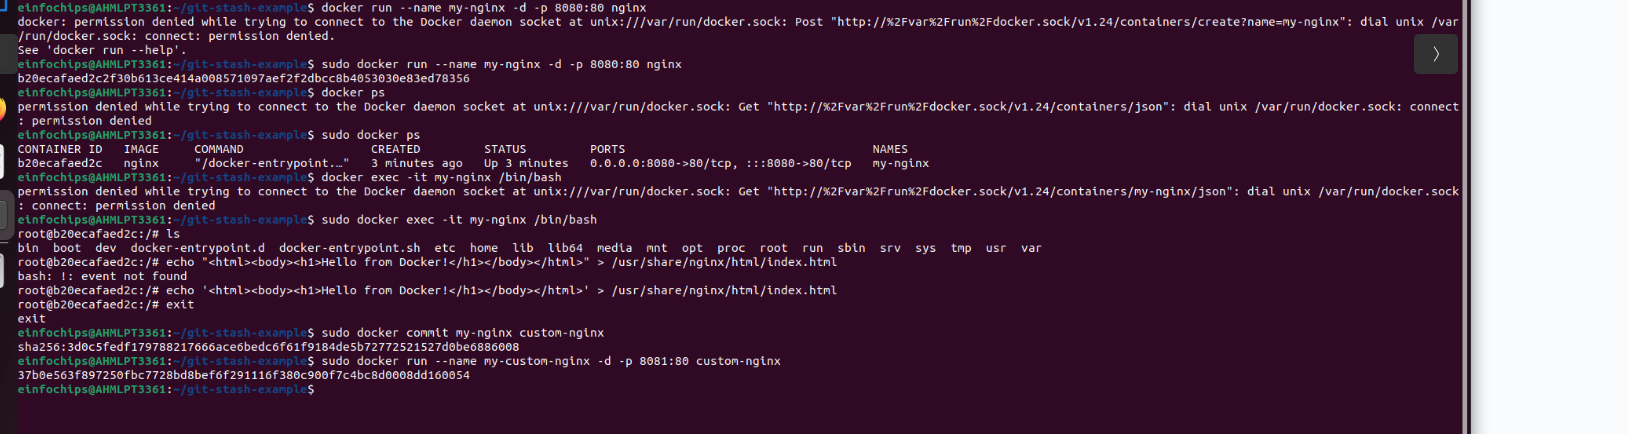 einfochips@AHMLPT3361:~/git-stash-example$ docker run --name my-nginx -d -p 8080:80 nginx
docker: permission denied while trying to connect to the Docker daemon socket at unix:///var/run/docker.sock: Post "http://%2Fvar%2Frun%2Fdocker.sock/v1.24/containers/create?name=my-nginx": dial unix /var
/run/docker.sock: connect: permission denied.
See 'docker run --help'.
einfochips@AHMLPT3361:~/git-stash-example$ sudo docker run --name my-nginx -d -p 8080:80 nginx
b20ecafaed2c2f30b613ce414a008571097aef2f2dbcc8b4053030e83ed78356
einfochips@AHMLPT3361:~/git-stash-example$ docker ps
permission denied while trying to connect to the Docker daemon socket at unix:///var/run/docker.sock: Get "http://%2Fvar%2Frun%2Fdocker.sock/v1.24/containers/json": dial unix /var/run/docker.sock: connect
: permission denied
einfochips@AHMLPT3361:~/git-stash-example$ sudo docker ps
CONTAINER ID   IMAGE     COMMAND                  CREATED         STATUS         PORTS                                   NAMES
b20ecafaed2c   nginx     "/docker-entrypoint.…"   3 minutes ago   Up 3 minutes   0.0.0.0:8080->80/tcp, :::8080->80/tcp   my-nginx
einfochips@AHMLPT3361:~/git-stash-example$ docker exec -it my-nginx /bin/bash
permission denied while trying to connect to the Docker daemon socket at unix:///var/run/docker.sock: Get "http://%2Fvar%2Frun%2Fdocker.sock/v1.24/containers/my-nginx/json": dial unix /var/run/docker.sock
: connect: permission denied
einfochips@AHMLPT3361:~/git-stash-example$ sudo docker exec -it my-nginx /bin/bash
root@b20ecafaed2c:/# ls
bin  boot  dev  docker-entrypoint.d  docker-entrypoint.sh  etc  home  lib  lib64  media  mnt  opt  proc  root  run  sbin  srv  sys  tmp  usr  var
root@b20ecafaed2c:/# echo "<html><body><h1>Hello from Docker!</h1></body></html>" > /usr/share/nginx/html/index.html
bash: !: event not found
root@b20ecafaed2c:/# echo '<html><body><h1>Hello from Docker!</h1></body></html>' > /usr/share/nginx/html/index.html
root@b20ecafaed2c:/# exit
exit
einfochips@AHMLPT3361:~/git-stash-example$ sudo docker commit my-nginx custom-nginx
sha256:3d0c5fedf179788217666ace6bedc6f61f9184de5b72772521527d0be6886008
einfochips@AHMLPT3361:~/git-stash-example$ sudo docker run --name my-custom-nginx -d -p 8081:80 custom-nginx
37b0e563f897250fbc7728bd8bef6f291116f380c900f7c4bc8d0008dd160054
einfochips@AHMLPT3361:~/git-stash-example$